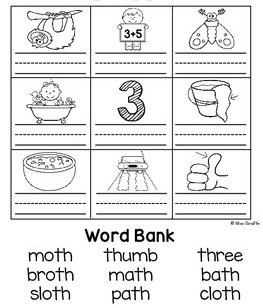 3+5
3
© Miss Giraffe
Word Bank
moth thumb three
broth math bath
sloth path cloth